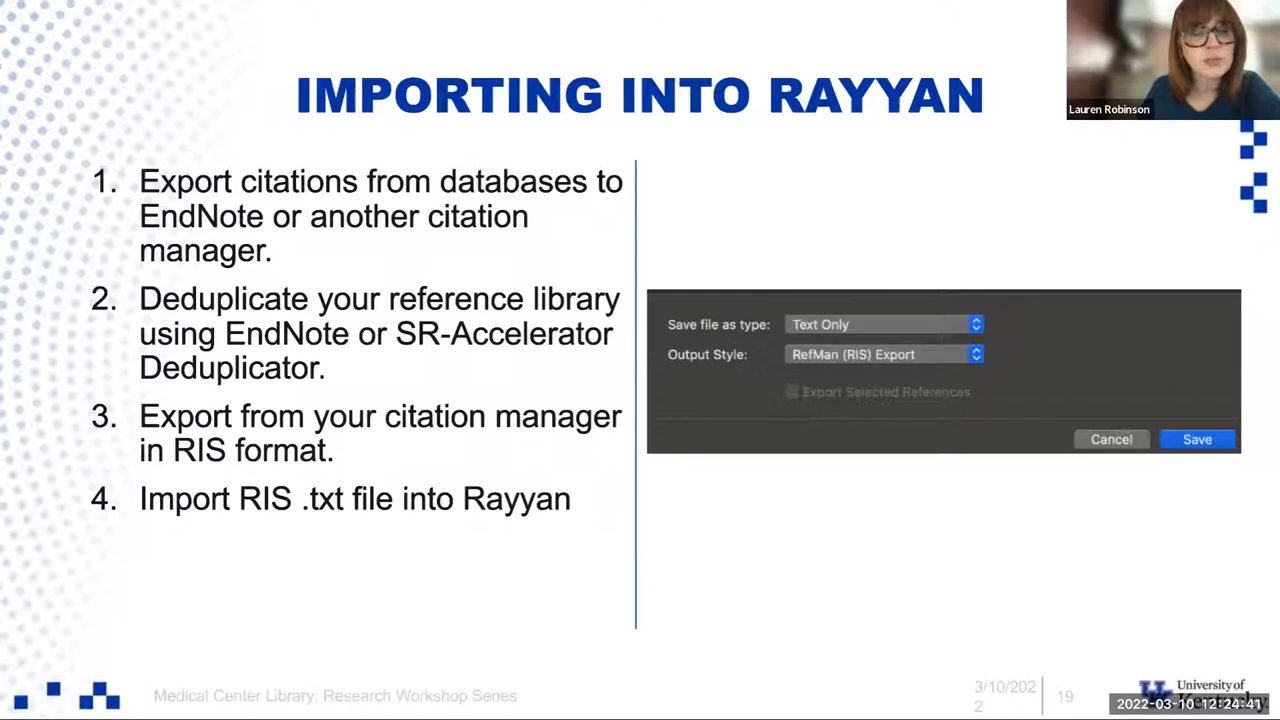 IMPORTING INTO RAYYAN
Lauren Robinson
1. Export citations from databases to
EndNote or another citation
manager.
2. Deduplicate your reference library
using EndNote or SR-Accelerator
Deduplicator.
3. Export from your citation manager
in RIS format.
4. Import RIS .txt file into Rayyan
Save file as type: Text Only
Output Style: RefMan (RIS) Export
Export Selected References
Cancel Save
Medical Center Library: Research Workshop Series
3/10/202
2
19
University of
Kentucky
2022-03-10 12:24:41